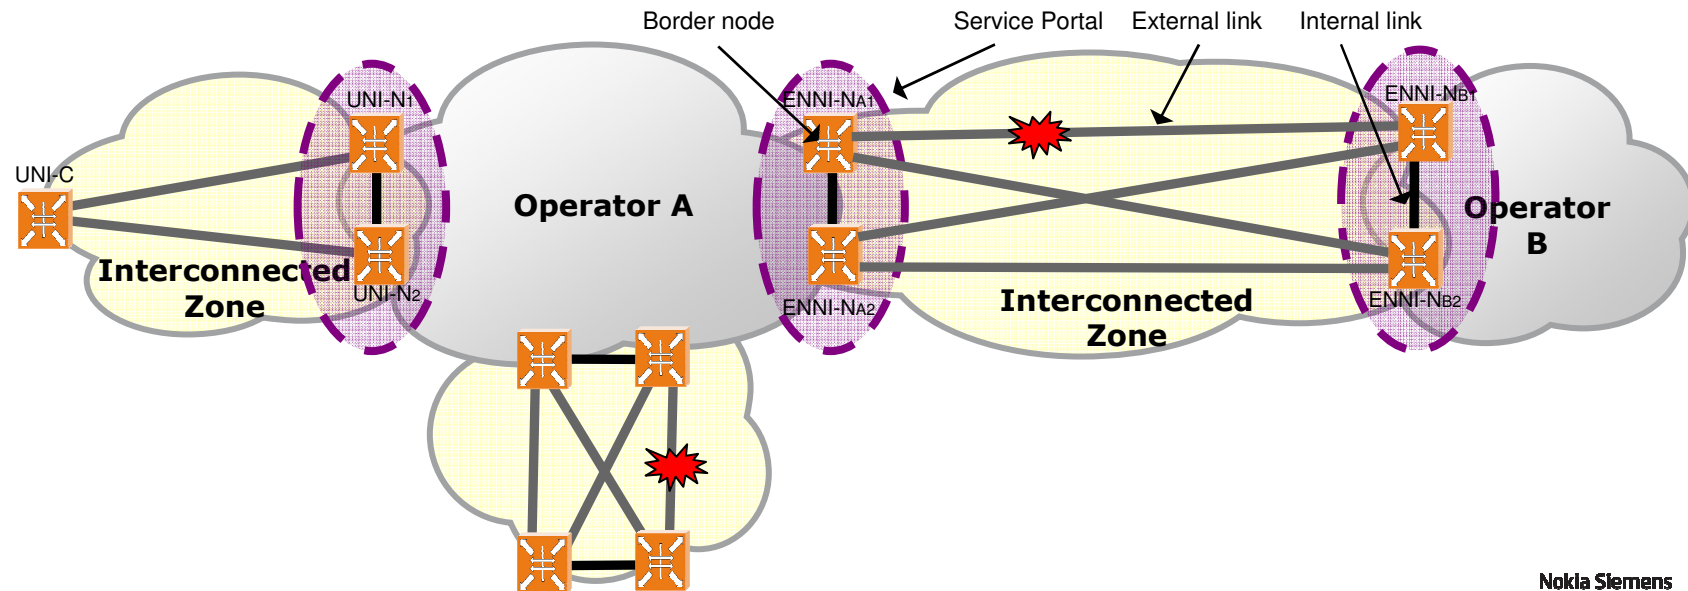 Border node
Service Portal
External link
Internal link
UNI-N1
ENNI-NA1
ENNI-NB1
UNI-C
Operator A
Operator
B
Interconnected
Zone
UNI-N2
ENNI-NA2
Interconnected
Zone
ENNI-NB2
Nokia Siemens